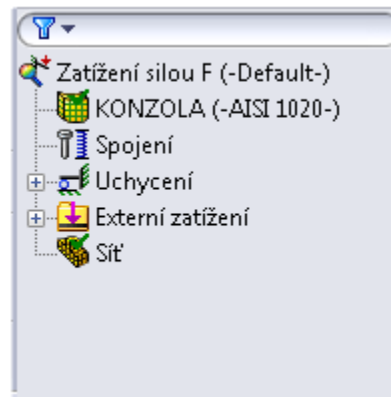 Zatížení silou F (-Default-)
KONZOLA (-AISI 1020-)
Spojení
Uchycení
Externí zatížení
Síť